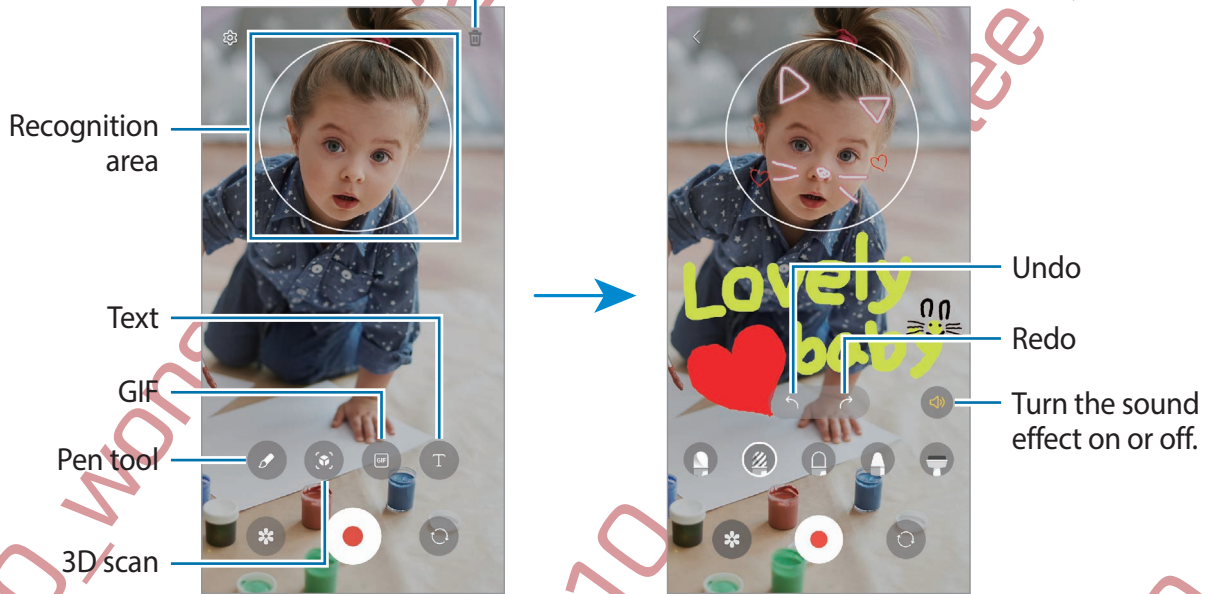 Recognition
area
Text
GIF
Pen tool
3D scan
GIF
T
Lovely
baby
Undo
Redo
Turn the sound
effect on or off.